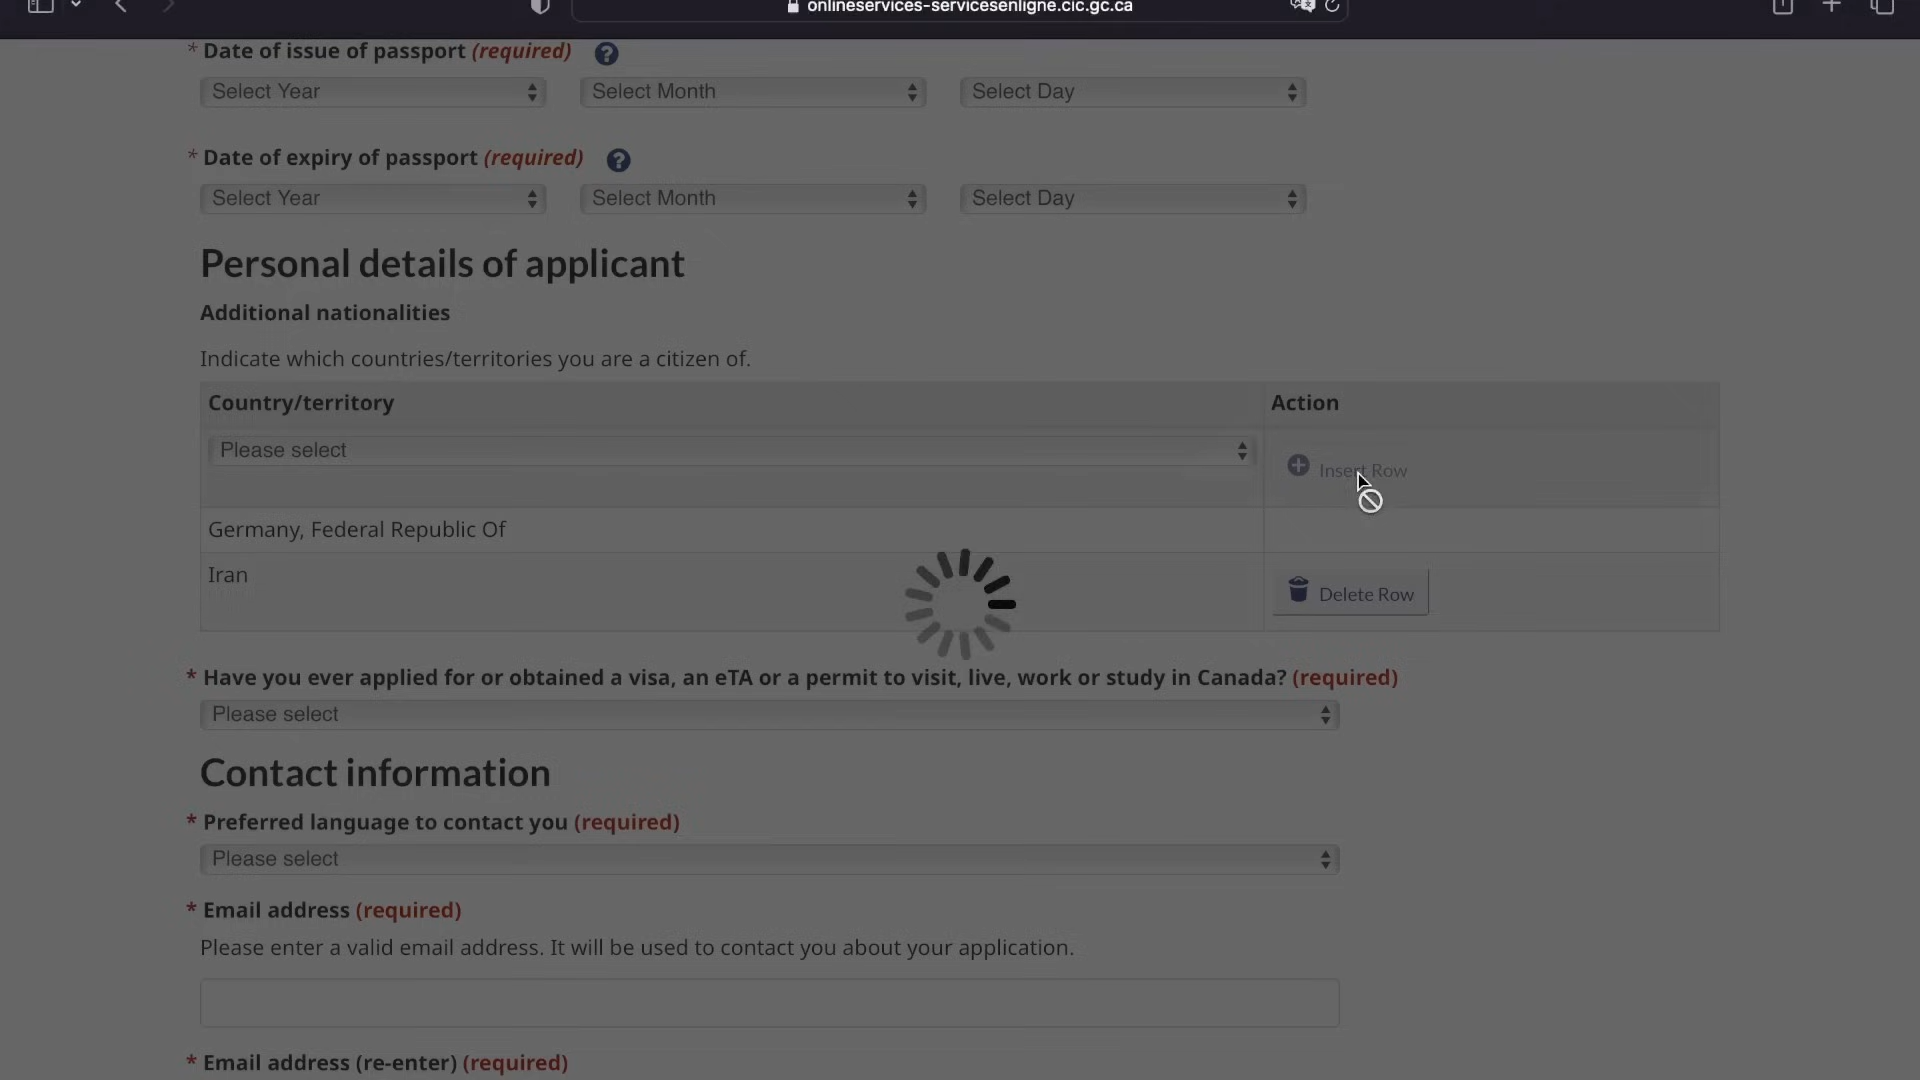 onlineservices-servicesenligne.cic.gc.ca
* Date of issue of passport (required) ?
Select Year Select Month Select Day
* Date of expiry of passport (required) ?
Select Year Select Month Select Day
Personal details of applicant
Additional nationalities
Indicate which countries/territories you are a citizen of.
Country/territory Action
Please select Insert Row
Germany, Federal Republic Of
Iran Delete Row
* Have you ever applied for or obtained a visa, an eTA or a permit to visit, live, work or study in Canada? (required)
Please select
Contact information
* Preferred language to contact you (required)
Please select
* Email address (required)
Please enter a valid email address. It will be used to contact you about your application.
* Email address (re-enter) (required)